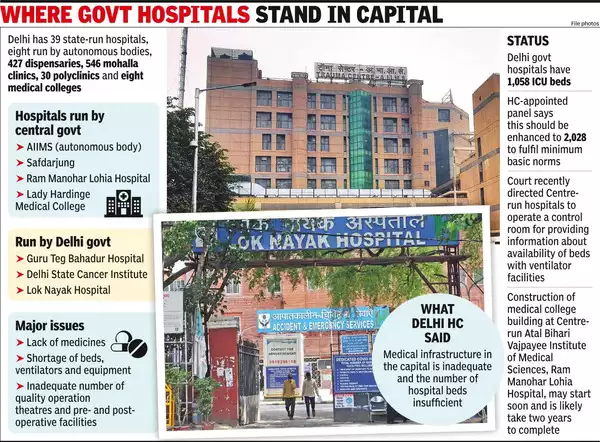 WHERE GOVT HOSPITALS STAND IN CAPITAL
File photos
Delhi has 39 state-run hospitals,
eight run by autonomous bodies,
427 dispensaries, 546 mohalla
clinics, 30 polyclinics and eight
medical colleges
Hospitals run by
central govt
➤ AIIMS (autonomous body)
➤ Safdarjung
➤ Ram Manohar Lohia Hospital
➤ Lady Hardinge
Medical College
Run by Delhi govt
➤ Guru Teg Bahadur Hospital
➤ Delhi State Cancer Institute
➤ Lok Nayak Hospital
Major issues
➤ Lack of medicines
➤ Shortage of beds,
ventilators and equipment
➤ Inadequate number of
quality operation
theatres and pre- and post-
operative facilities
ट्रॉमा सेन्टर - अ.भा.आ.सं.
TRAUMA CENTRE - A.I.I.M.S.
लोक नायक अस्पताल
LOK NAYAK HOSPITAL
ACCIDENT & EMERGENCY SERVICES
WHAT
DELHI HC
SAID
Medical infrastructure in
the capital is inadequate
and the number of
hospital beds
insufficient
STATUS
Delhi govt
hospitals have
1,058 ICU beds
HC-appointed
panel says
this should be
enhanced to 2,028
to fulfil minimum
basic norms
Court recently
directed Centre-
run hospitals to
operate a control
room for providing
information about
availability of beds
with ventilator
facilities
Construction of
medical college
building at Centre-
run Atal Bihari
Vajpayee Institute
of Medical
Sciences, Ram
Manohar Lohia
Hospital, may start
soon and is likely
take two years
to complete